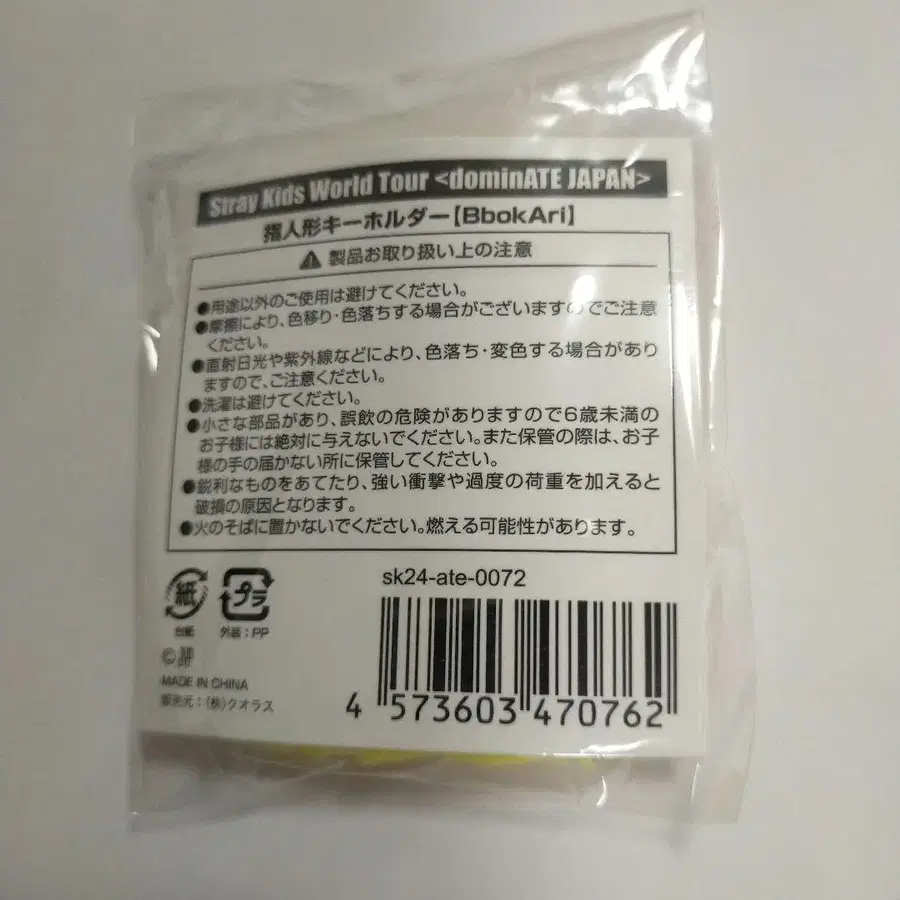 Stray Kids World Tour <dominATE JAPAN>
指人形キーホルダー【BbokAri】
製品お取り扱い上の注意
●用途以外のご使用は避けてください。
●摩擦により、色移り・色落ちする場合がございますのでご注意
ください。
●直射日光や紫外線などにより、色落ち・変色する場合があり
ますので、ご注意ください。
●洗濯は避けてください。
●小さな部品があり、誤飲の危険がありますので6歳未満の
お子様には絶対に与えないでください。また保管の際は、お子
様の手の届かない所に保管してください。
●鋭利なものをあてたり、強い衝撃や過度の荷重を加えると
破損の原因となります。
●火のそばに置かないでください。燃える可能性があります。
sk24-ate-0072
紙 プラ
台紙 外装：PP
©
MADE IN CHINA
販売元：(株)クオラス
4 573603 470762